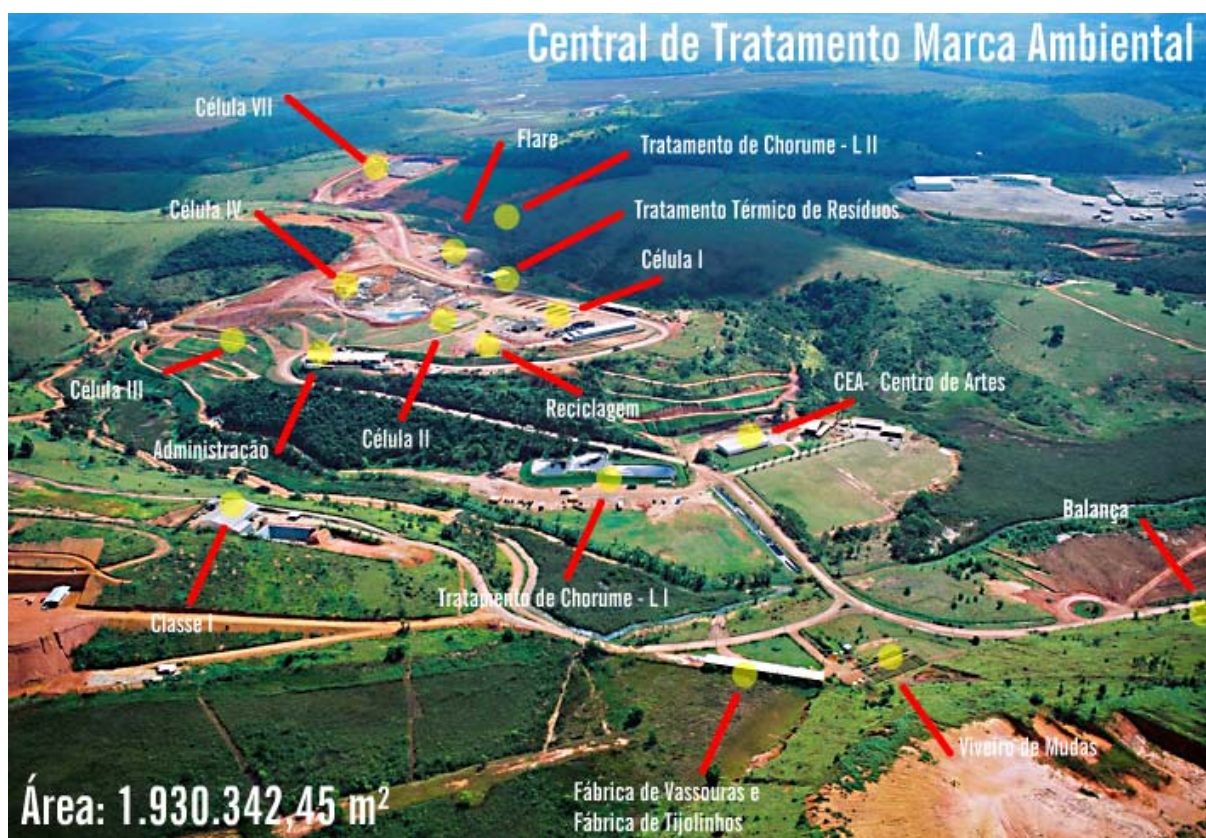 Central de Tratamento Marca Ambiental
Célula VII
Flare
Tratamento de Chorume - L II
Célula IV
Tratamento Térmico de Resíduos
Célula I
Célula III
Reciclagem
CEA- Centro de Artes
Célula II
Administração
Balança
Tratamento de Chorume - L I
Classe I
Viveiro de Mudas
Fábrica de Vassouras e
Fábrica de Tijolinhos
Área: 1.930.342,45 m²